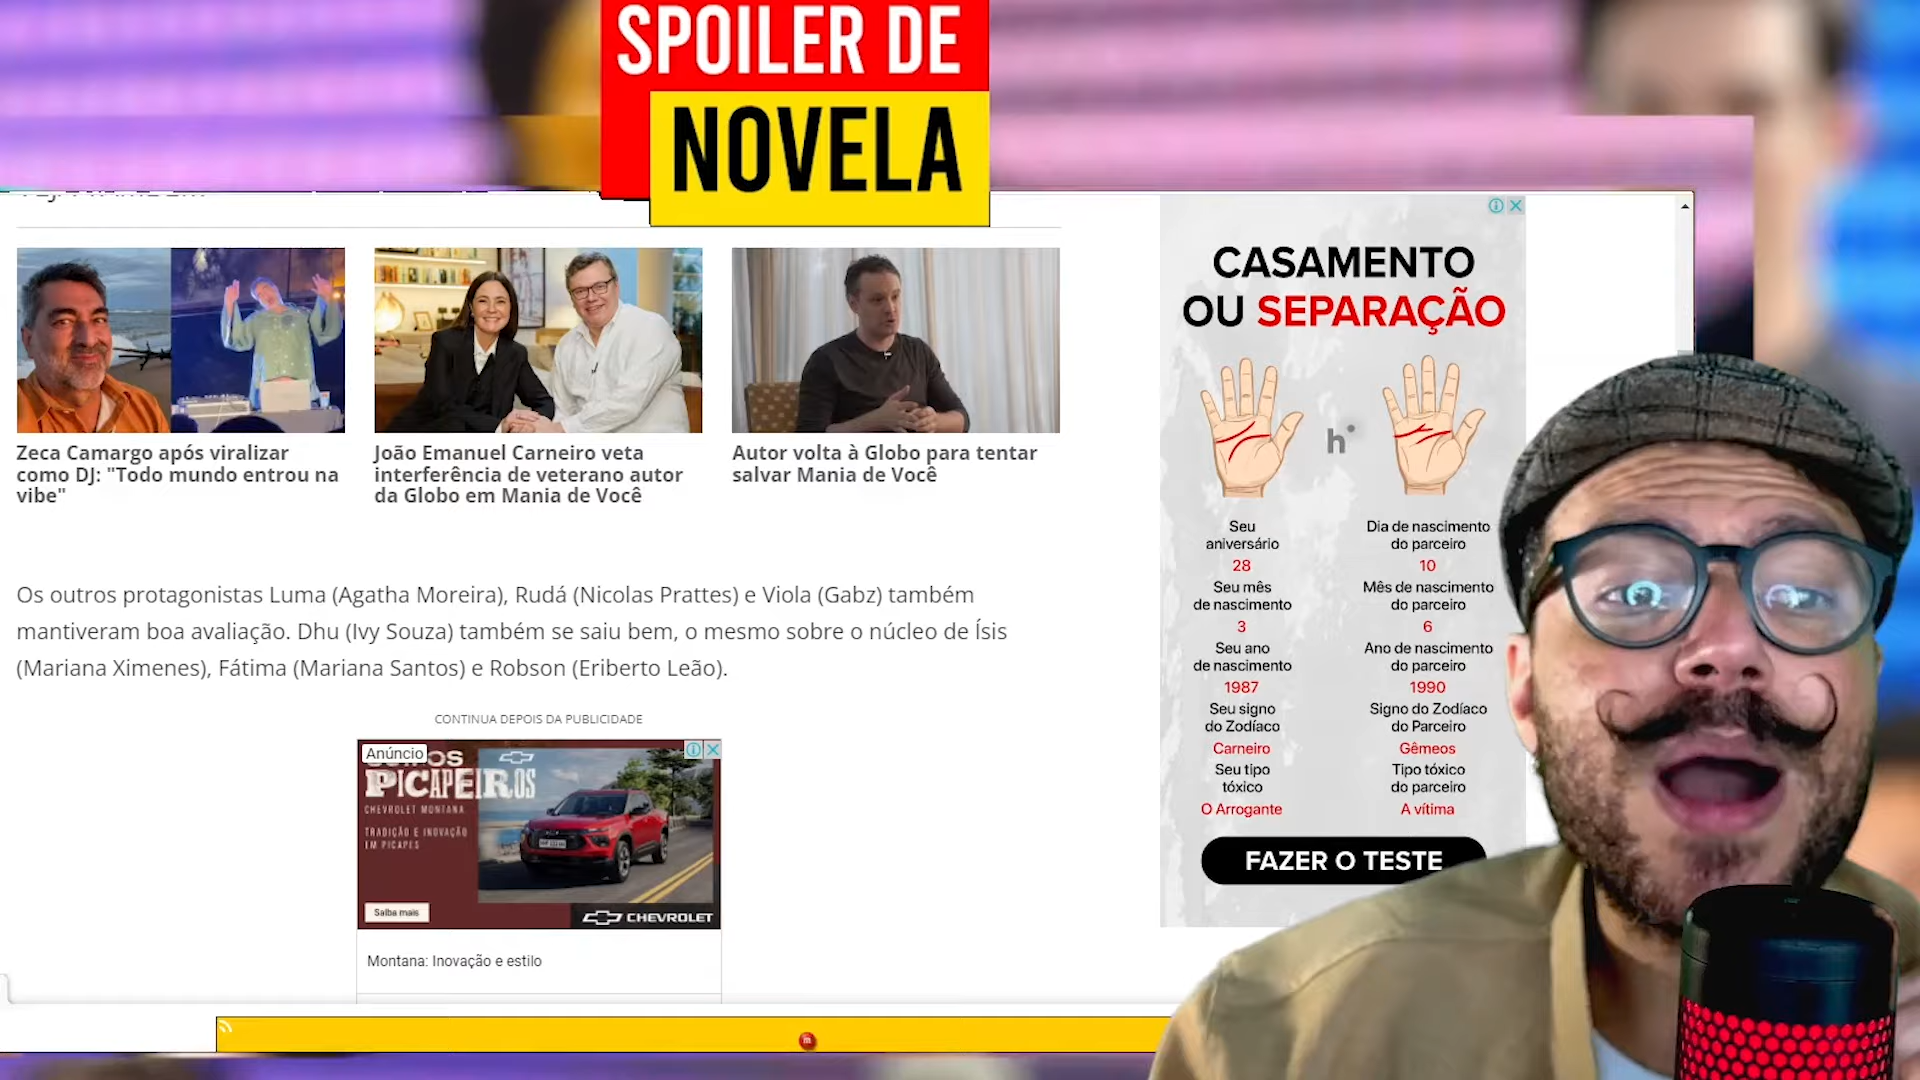 SPOILER DE
NOVELA
Zeca Camargo após viralizar
como DJ: "Todo mundo entrou na
vibe"
João Emanuel Carneiro veta
interferência de veterano autor
da Globo em Mania de Você
Autor volta à Globo para tentar
salvar Mania de Você
Os outros protagonistas Luma (Agatha Moreira), Rudá (Nicolas Prattes) e Viola (Gabz) também
mantiveram boa avaliação. Dhu (Ivy Souza) também se saiu bem, o mesmo sobre o núcleo de Ísis
(Mariana Ximenes), Fátima (Mariana Santos) e Robson (Eriberto Leão).
CONTINUA DEPOIS DA PUBLICIDADE
Anúncio
PICAPEIROS
CHEVROLET MONTANA
TRADIÇÃO E INOVAÇÃO
EM PICAPES
Saiba mais
CHEVROLET
Montana: Inovação e estilo
CASAMENTO
OU SEPARAÇÃO
h
Seu
aniversário
28
Seu mês
de nascimento
3
Seu ano
de nascimento
1987
Seu signo
do Zodíaco
Carneiro
Seu tipo
tóxico
O Arrogante
Dia de nascimento
do parceiro
10
Mês de nascimento
do parceiro
6
Ano de nascimento
do parceiro
1990
Signo do Zodíaco
do Parceiro
Gêmeos
Tipo tóxico
do parceiro
A vítima
FAZER O TESTE